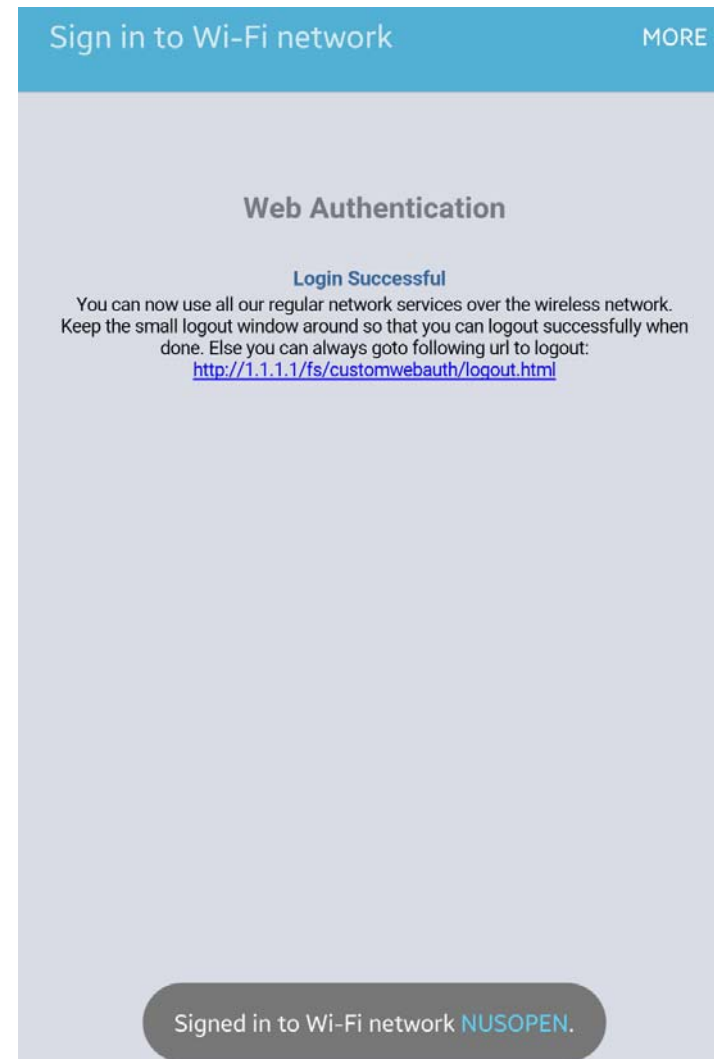 Sign in to Wi-Fi network MORE
Web Authentication
Login Successful
You can now use all our regular network services over the wireless network.
Keep the small logout window around so that you can logout successfully when
done. Else you can always goto following url to logout:
http://1.1.1.1/fs/customwebauth/logout.html
Signed in to Wi-Fi network NUSOPEN.